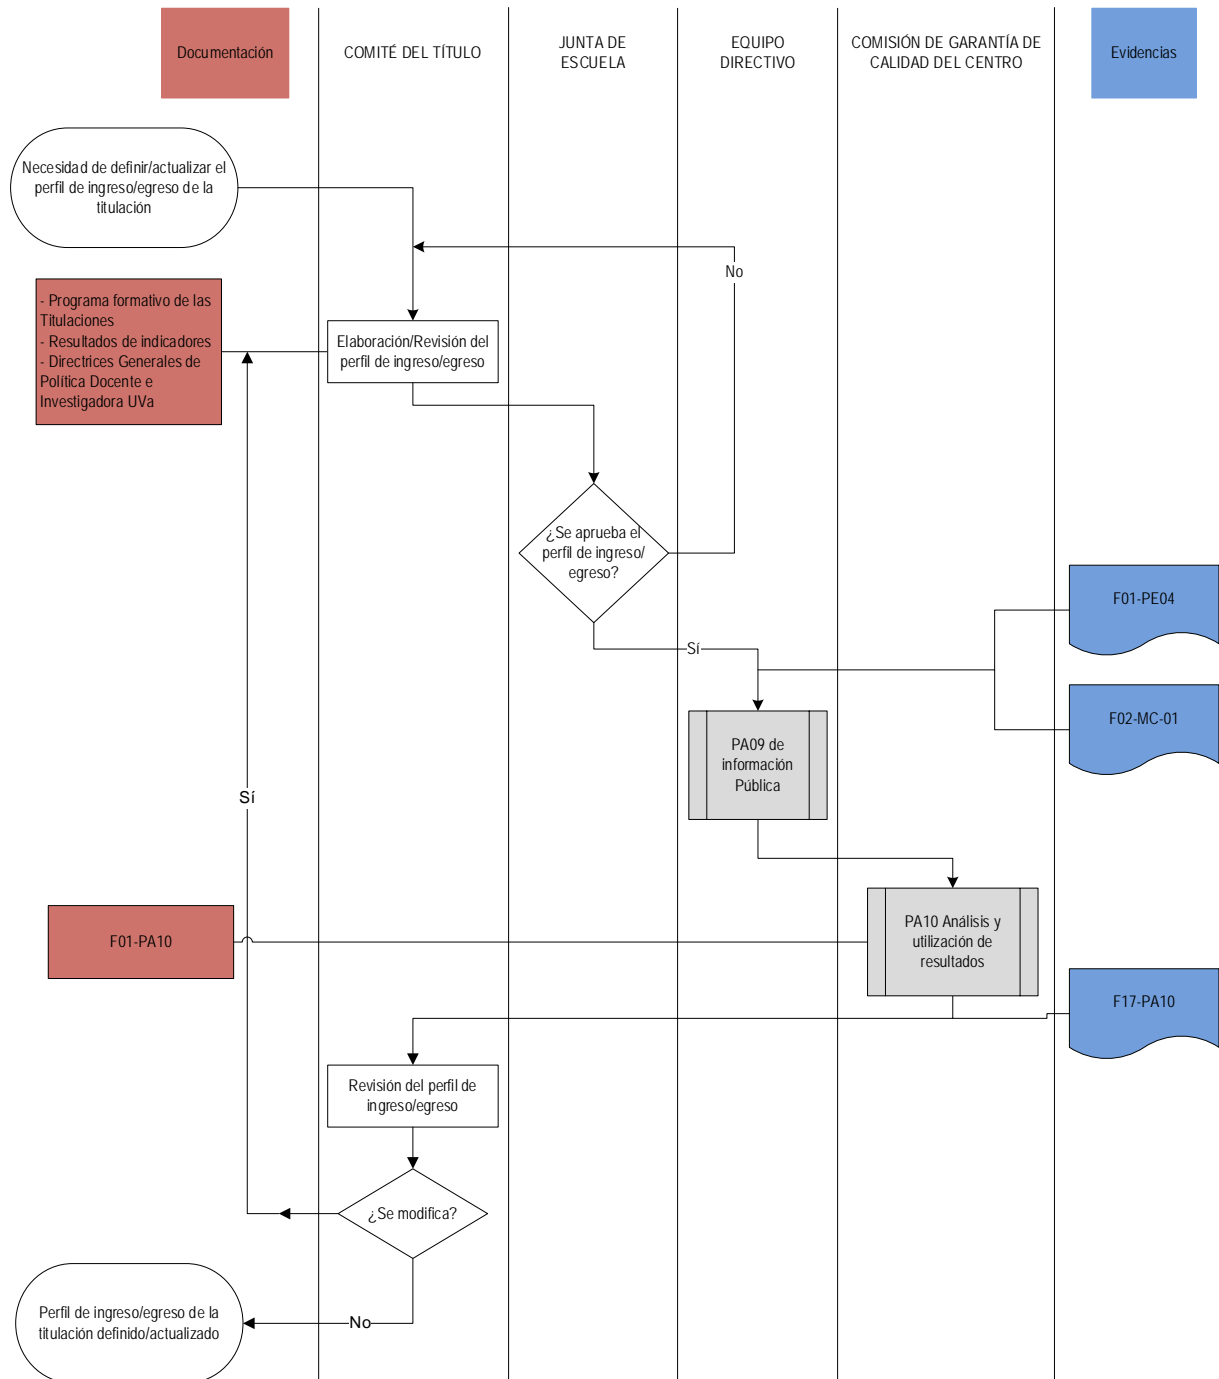 Documentación
COMITÉ DEL TÍTULO
JUNTA DE
ESCUELA
EQUIPO
DIRECTIVO
COMISIÓN DE GARANTÍA DE
CALIDAD DEL CENTRO
Evidencias
Necesidad de definir/actualizar el
perfil de ingreso/egreso de la
titulación
No
- Programa formativo de las
Titulaciones
- Resultados de indicadores
- Directrices Generales de
Política Docente e
Investigadora UVa
Elaboración/Revisión del
perfil de ingreso/egreso
¿Se aprueba el
perfil de ingreso/
egreso?
F01-PE04
Sí
F02-MC-01
PA09 de
información
Pública
Sí
F01-PA10
PA10 Análisis y
utilización de
resultados
F17-PA10
Revisión del perfil de
ingreso/egreso
¿Se modifica?
Perfil de ingreso/egreso de la
titulación definido/actualizado
No